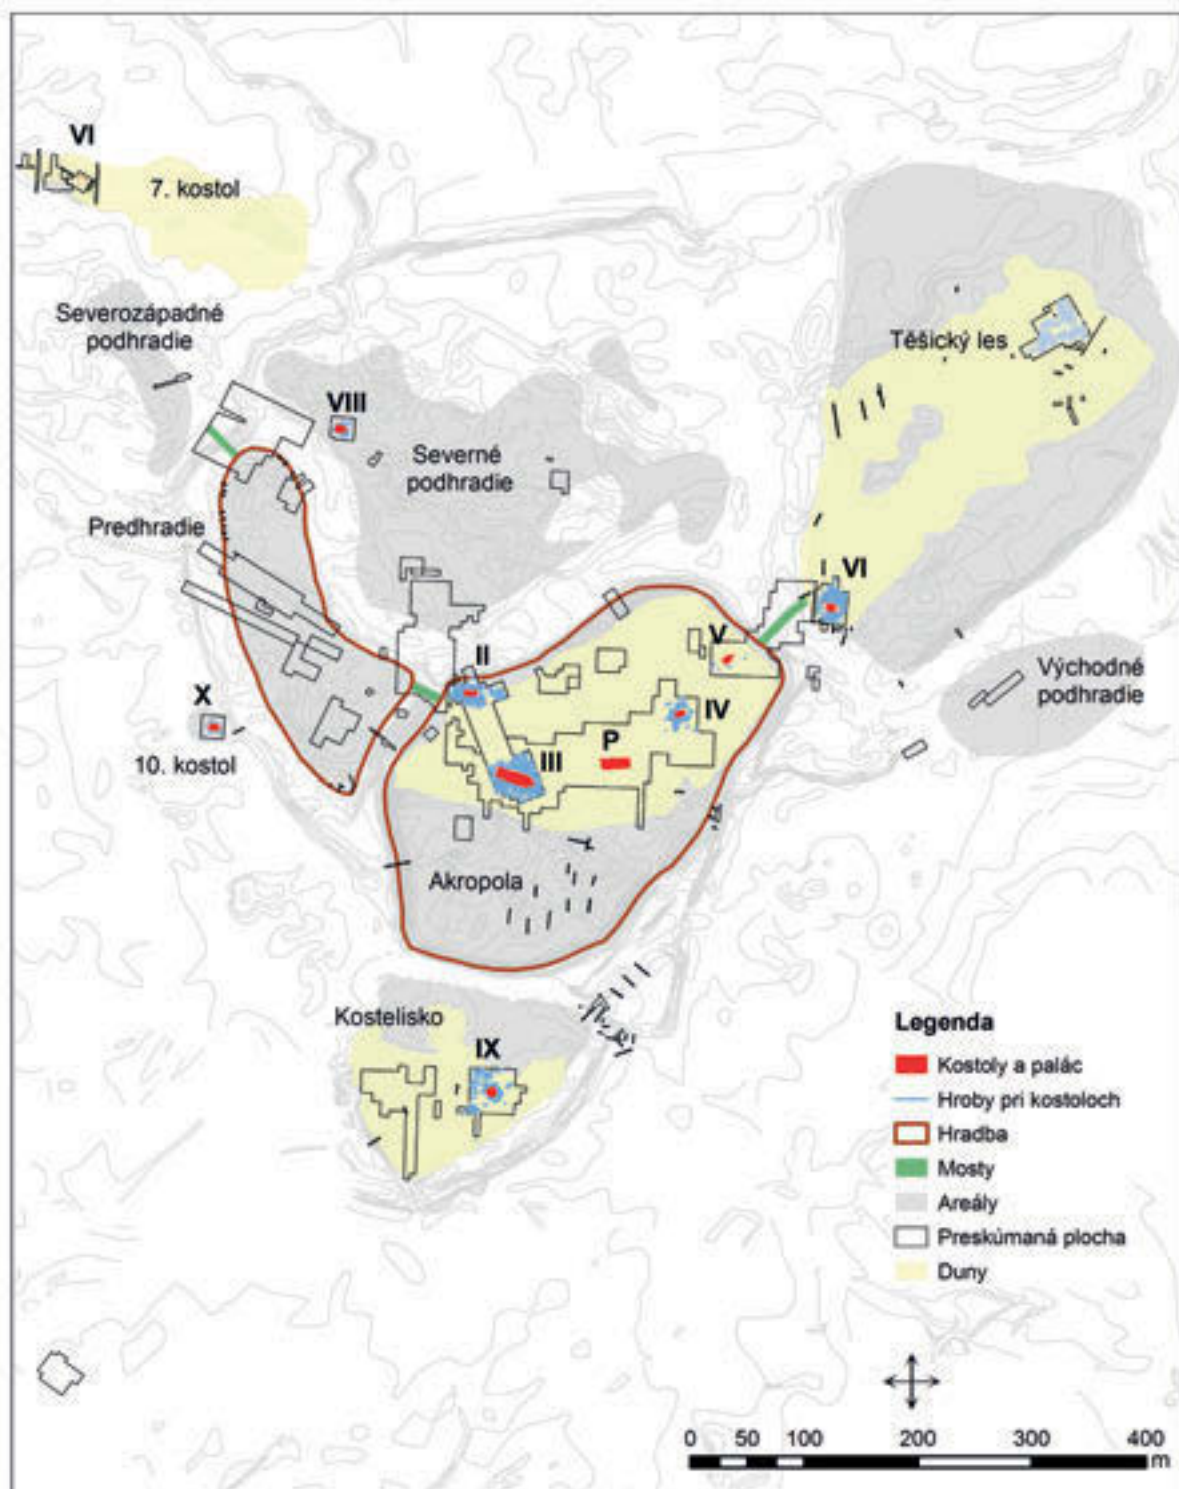 VI
7. kostol
Severozápadné
podhradie
Těšický les
VIII
Severné
podhradie
Predhradie
VI
II
V
Východné
podhradie
X
IV
10. kostol
P
III
Akropola
Kostelisko
IX
Legenda
Kostoly a palác
Hroby pri kostoloch
Hradba
Mosty
Areály
Preskúmaná plocha
Duny
0 50 100 200 300 400
m